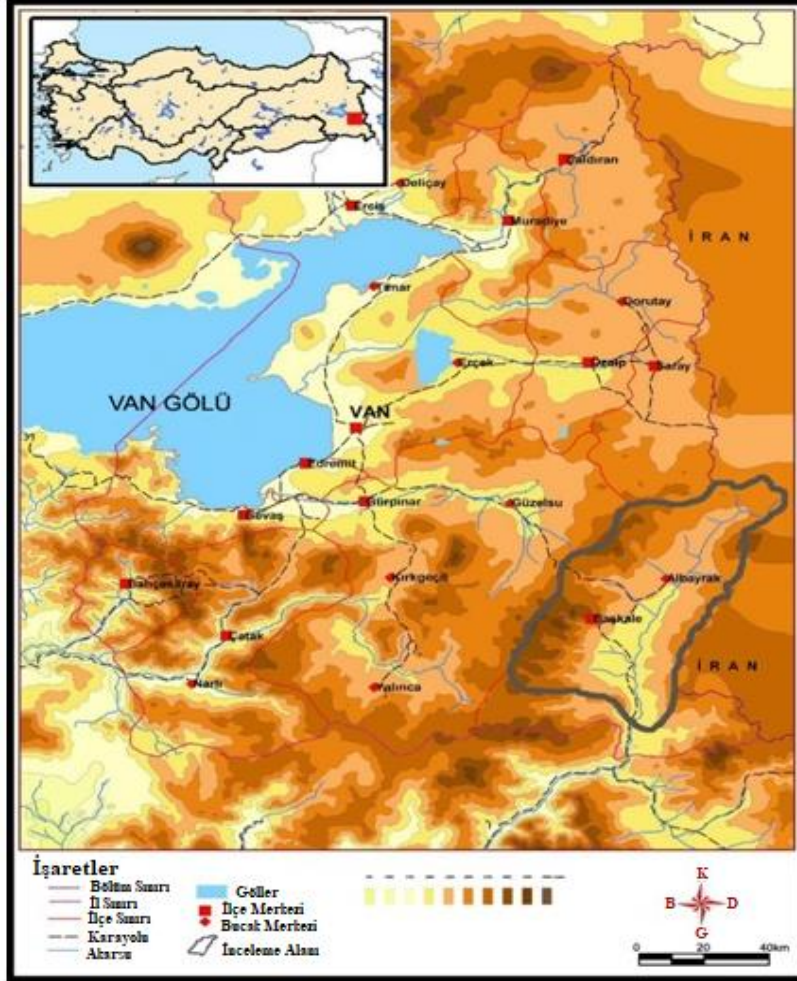 Deliçay
Çaldıran
Erciş
Muradiye
İRAN
Timar
Dorutay
Erçek
Özalp
Saray
VAN GÖLÜ
VAN
Edremit
Gürpınar
Güzelsu
Gevaş
Bahçesaray
Kırkgeçit
Albayrak
Başkale
Çatak
İRAN
Narlı
Yalınca
İşaretler
Bölüm Sınırı
İl Sınırı
İlçe Sınırı
Karayolu
Akarsu
Göller
İlçe Merkezi
Bucak Merkezi
İnceleme Alanı
K
B D
G
0 20 40km